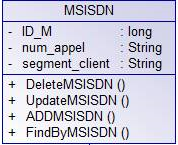 MSISDN
- ID_M : long
- num_appel : String
- segment_client : String
+ DeleteMSISDN ()
+ UpdateMSISDN ()
+ ADDMSISDN ()
+ FindByMSISDN ()